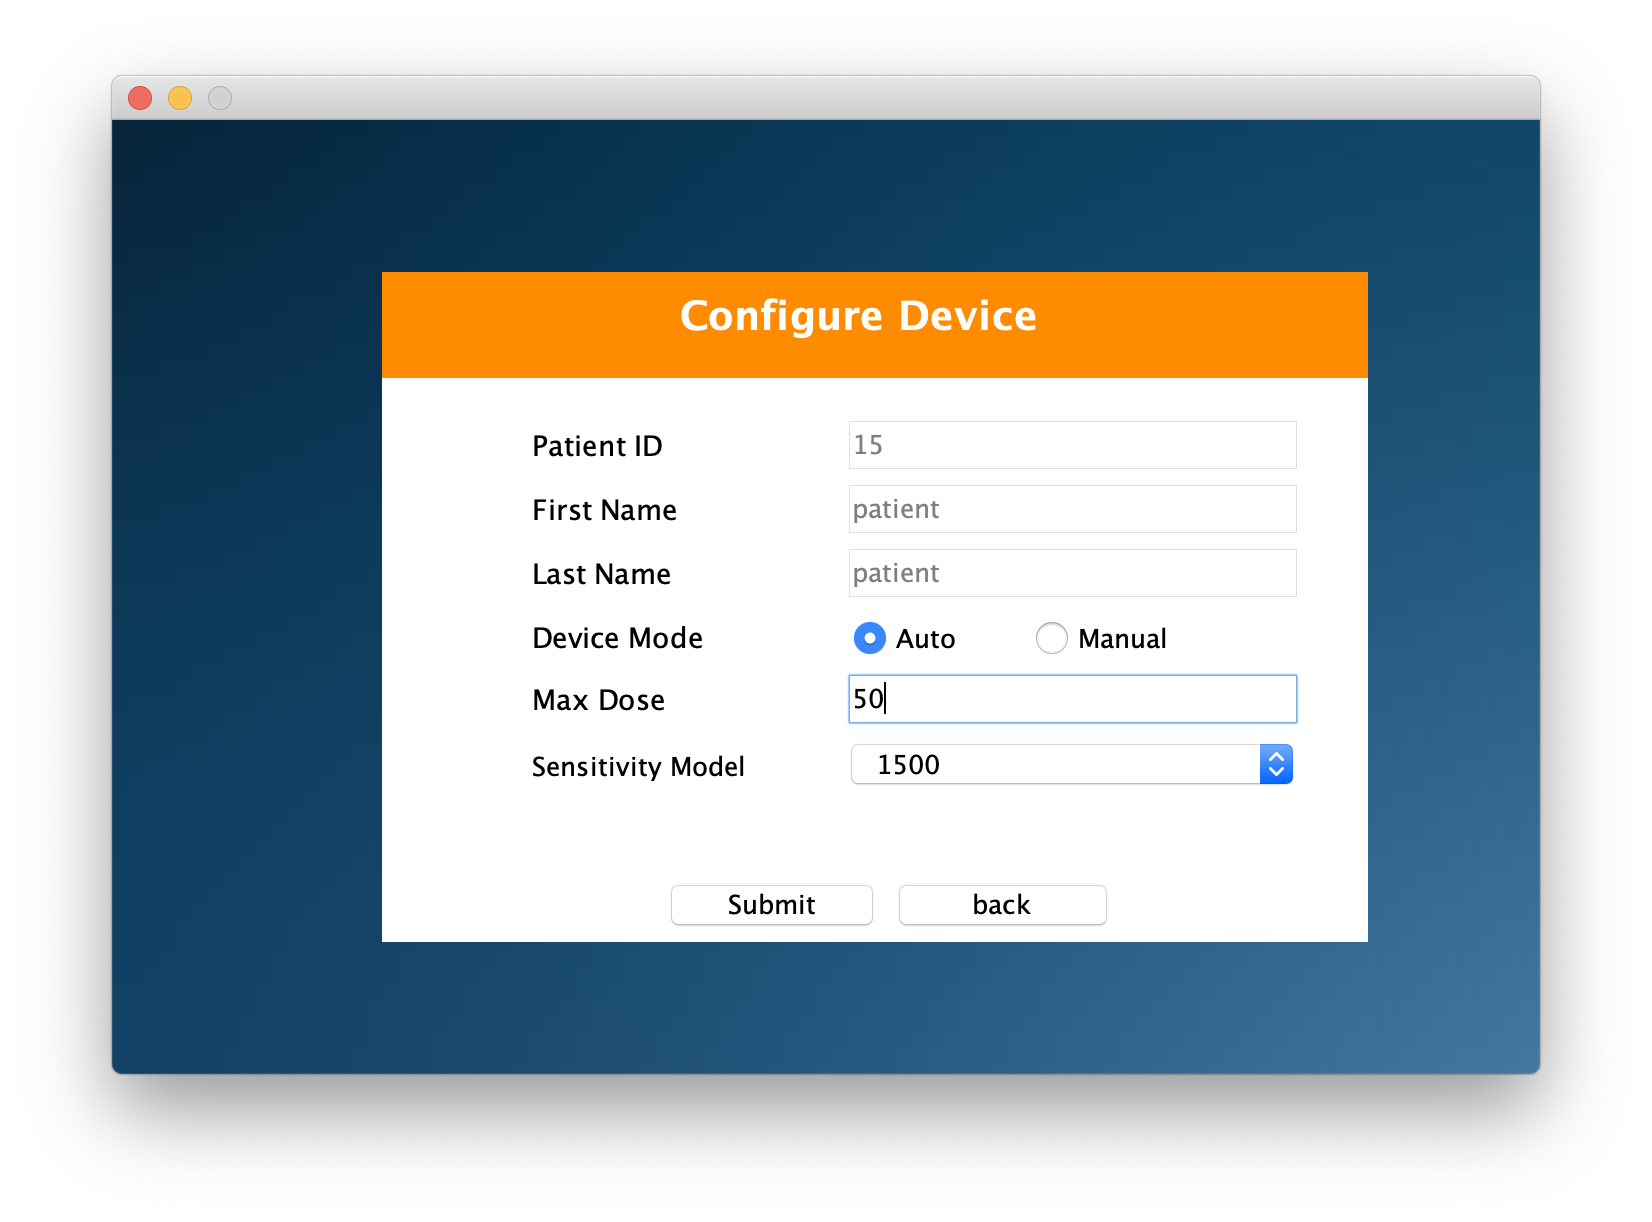 Configure Device
Patient ID 15
First Name patient
Last Name patient
Device Mode Auto Manual
Max Dose 50
Sensitivity Model 1500
Submit back